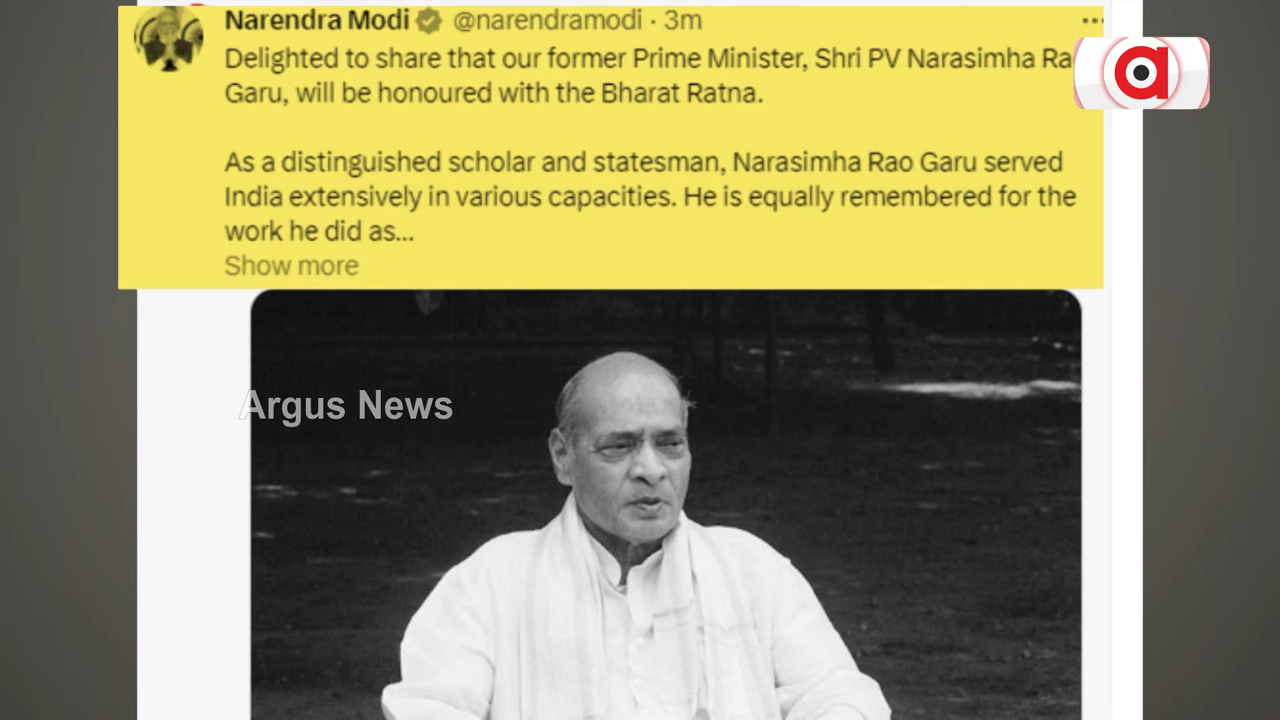 Narendra Modi @narendramodi · 3m
Delighted to share that our former Prime Minister, Shri PV Narasimha Ra
Garu, will be honoured with the Bharat Ratna.
As a distinguished scholar and statesman, Narasimha Rao Garu served
India extensively in various capacities. He is equally remembered for the
work he did as...
Show more
a
Argus News